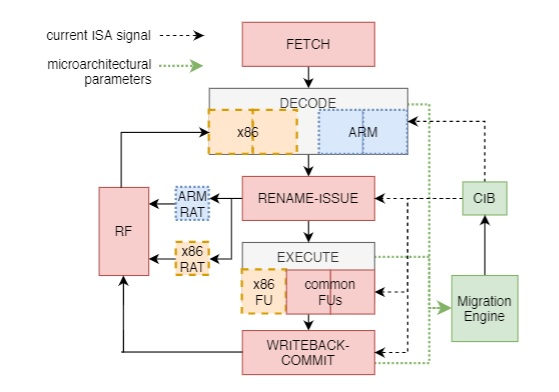 current ISA signal
microarchitectural
parameters
FETCH
DECODE
x86
ARM
RENAME-ISSUE
CIB
ARM
RAT
RF
x86
RAT
EXECUTE
x86
FU
common
FUs
Migration
Engine
WRITEBACK-
COMMIT